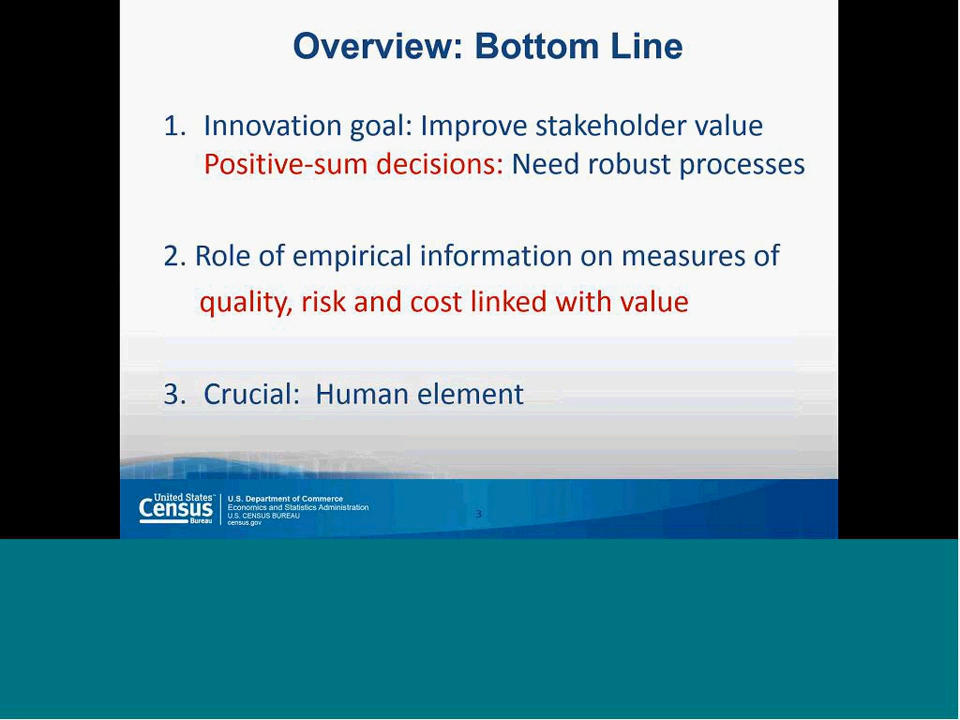 Overview: Bottom Line
1. Innovation goal: Improve stakeholder value
Positive-sum decisions: Need robust processes
2. Role of empirical information on measures of
quality, risk and cost linked with value
3. Crucial: Human element
United States™
Census
Bureau
U.S. Department of Commerce
Economics and Statistics Administration
U.S. CENSUS BUREAU
census.gov
3